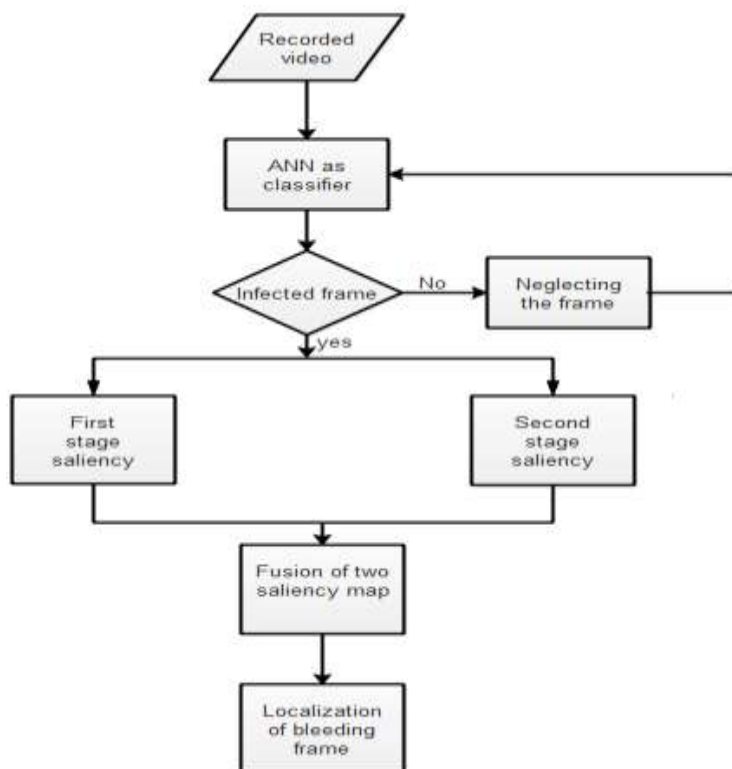 Recorded
video
ANN as
classifier
Infected frame
No
Neglecting
the frame
yes
First
stage
saliency
Second
stage
saliency
Fusion of two
saliency map
Localization
of bleeding
frame